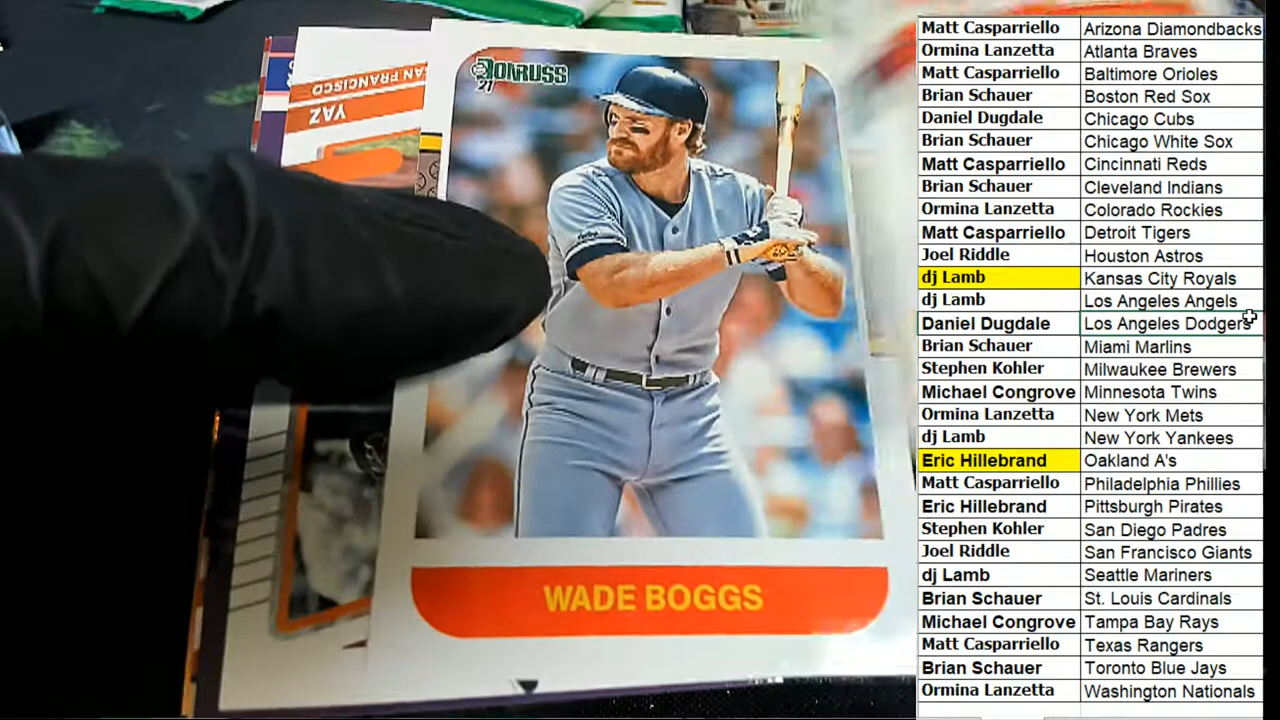 DONRUSS
21
SAN FRANCISCO
YAZ
WADE BOGGS
Matt Casparriello Arizona Diamondbacks
Ormina Lanzetta Atlanta Braves
Matt Casparriello Baltimore Orioles
Brian Schauer Boston Red Sox
Daniel Dugdale Chicago Cubs
Brian Schauer Chicago White Sox
Matt Casparriello Cincinnati Reds
Brian Schauer Cleveland Indians
Ormina Lanzetta Colorado Rockies
Matt Casparriello Detroit Tigers
Joel Riddle Houston Astros
dj Lamb Kansas City Royals
dj Lamb Los Angeles Angels
Daniel Dugdale Los Angeles Dodgers
Brian Schauer Miami Marlins
Stephen Kohler Milwaukee Brewers
Michael Congrove Minnesota Twins
Ormina Lanzetta New York Mets
dj Lamb New York Yankees
Eric Hillebrand Oakland A's
Matt Casparriello Philadelphia Phillies
Eric Hillebrand Pittsburgh Pirates
Stephen Kohler San Diego Padres
Joel Riddle San Francisco Giants
dj Lamb Seattle Mariners
Brian Schauer St. Louis Cardinals
Michael Congrove Tampa Bay Rays
Matt Casparriello Texas Rangers
Brian Schauer Toronto Blue Jays
Ormina Lanzetta Washington Nationals